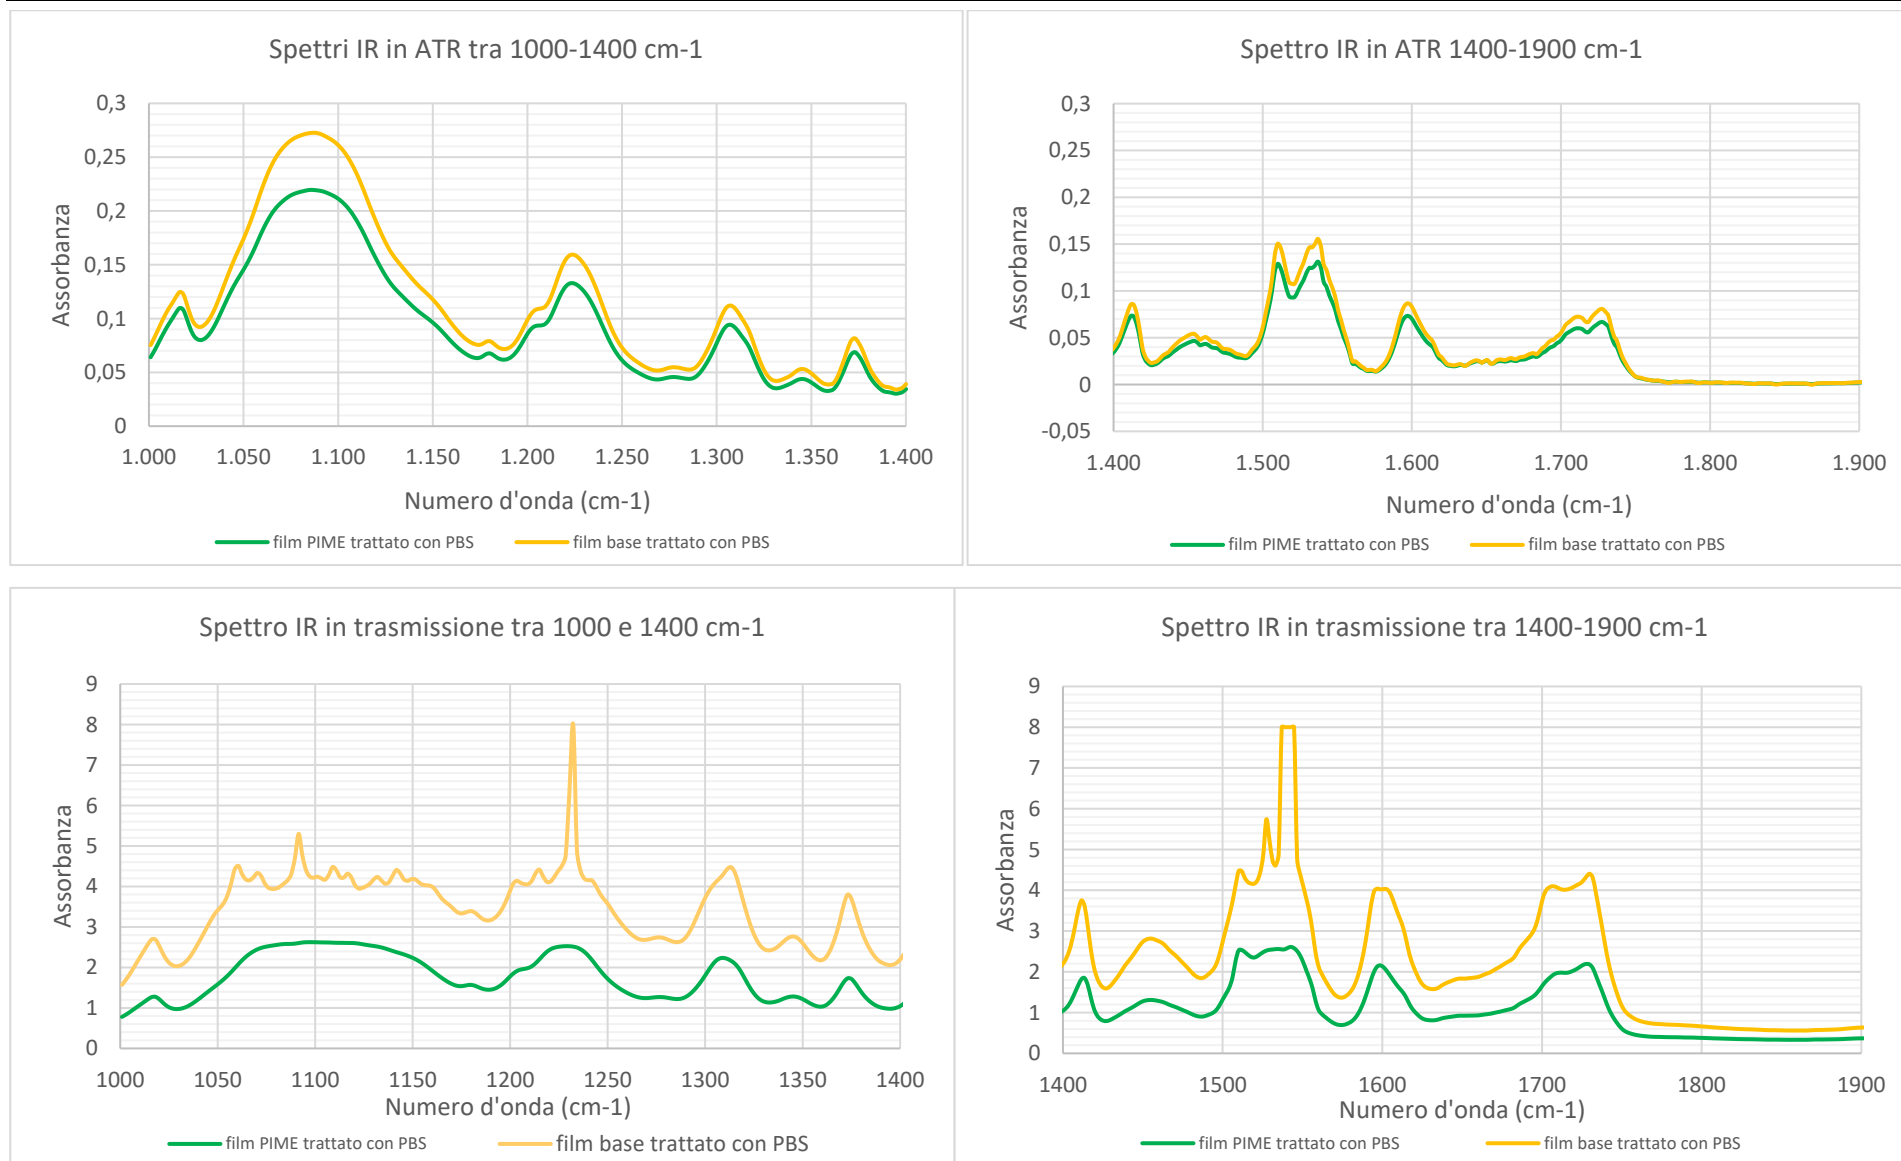 Spettri IR in ATR tra 1000-1400 cm-1
0,3
0,25
0,2
0,15
0,1
0,05
0
Assorbanza
1.000 1.050 1.100 1.150 1.200 1.250 1.300 1.350 1.400
Numero d'onda (cm-1)
film PIME trattato con PBS film base trattato con PBS
Spettro IR in ATR 1400-1900 cm-1
0,3
0,25
0,2
0,15
0,1
0,05
0
-0,05
Assorbanza
1.400 1.500 1.600 1.700 1.800 1.900
Numero d'onda (cm-1)
film PIME trattato con PBS film base trattato con PBS
Spettro IR in trasmissione tra 1000 e 1400 cm-1
9
8
7
6
5
4
3
2
1
0
Assorbanza
1000 1050 1100 1150 1200 1250 1300 1350 1400
Numero d'onda (cm-1)
film PIME trattato con PBS film base trattato con PBS
Spettro IR in trasmissione tra 1400-1900 cm-1
9
8
7
6
5
4
3
2
1
0
Assorbanza
1400 1500 1600 1700 1800 1900
Numero d'onda (cm-1)
film PIME trattato con PBS film base trattato con PBS